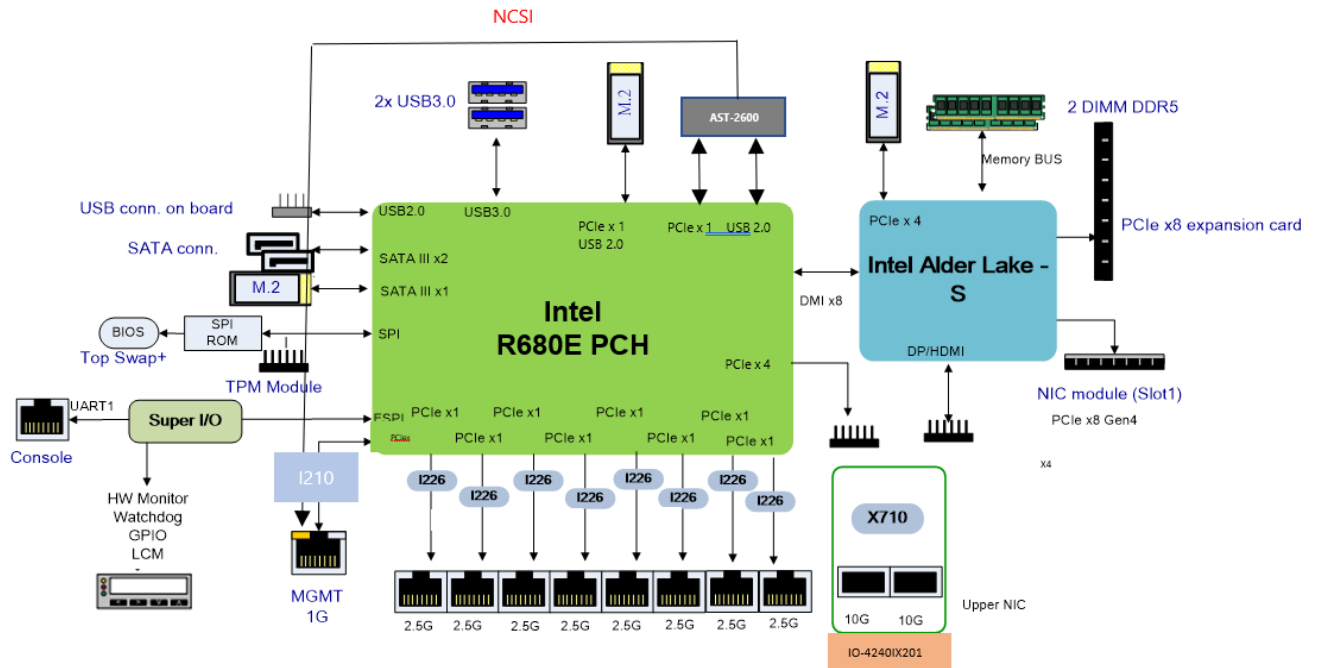 NCSI
2x USB3.0
M.2
AST-2600
M.2
2 DIMM DDR5
Memory BUS
USB conn. on board
USB2.0
USB3.0
PCIe x 1
USB 2.0
PCIe x 1 USB 2.0
PCIe x 4
PCIe x8 expansion card
SATA conn.
SATA III x2
M.2
SATA III x1
Intel Alder Lake -
S
DMI x8
Intel
R680E PCH
BIOS
SPI
ROM
SPI
Top Swap+
TPM Module
PCIe x 4
DP/HDMI
NIC module (Slot1)
PCIe x8 Gen4
X4
UART1
Super I/O
ESPI
Console
PCIe x1
PCIe x1
PCIe x1
PCIe x1
PCIex
PCIe x1
PCIe x1
PCIe x1
PCIe x1
I210
I226
I226
I226
I226
I226
I226
I226
I226
HW Monitor
Watchdog
GPIO
LCM
X710
MGMT
1G
2.5G
2.5G
2.5G
2.5G
2.5G
2.5G
2.5G
2.5G
10G
10G
Upper NIC
IO-4240IX201